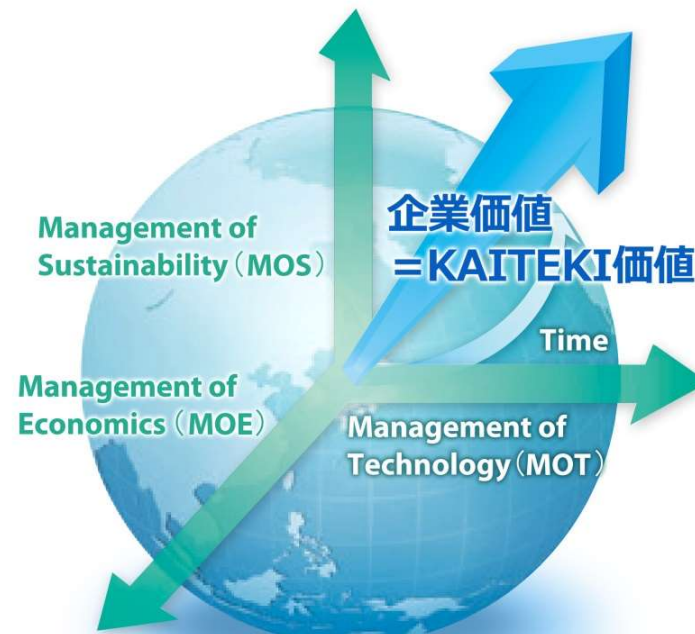 企業価値
=KAITEKI価値
Management of
Sustainability(MOS)
Time
Management of
Economics(MOE)
Management of
Technology(MOT)